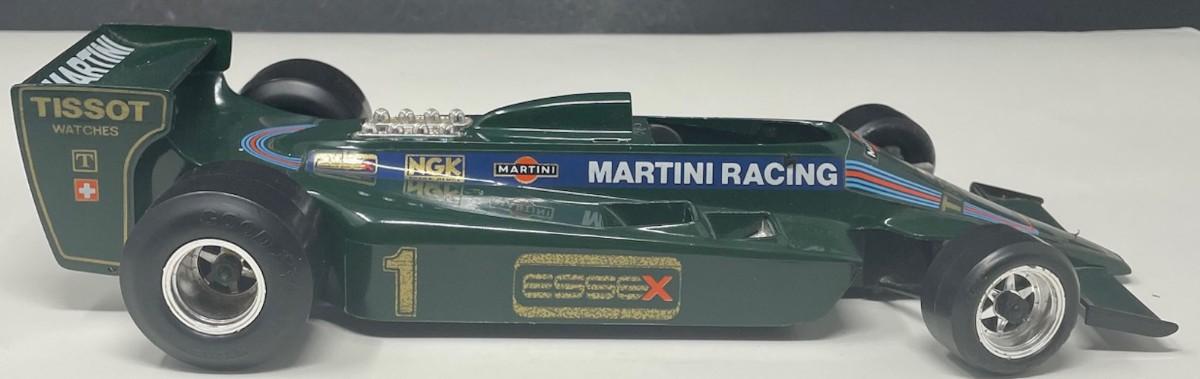 MARTINI
TISSOT
WATCHES
T
NGK
MARTINI
MARTINI RACING
1
ESSEX